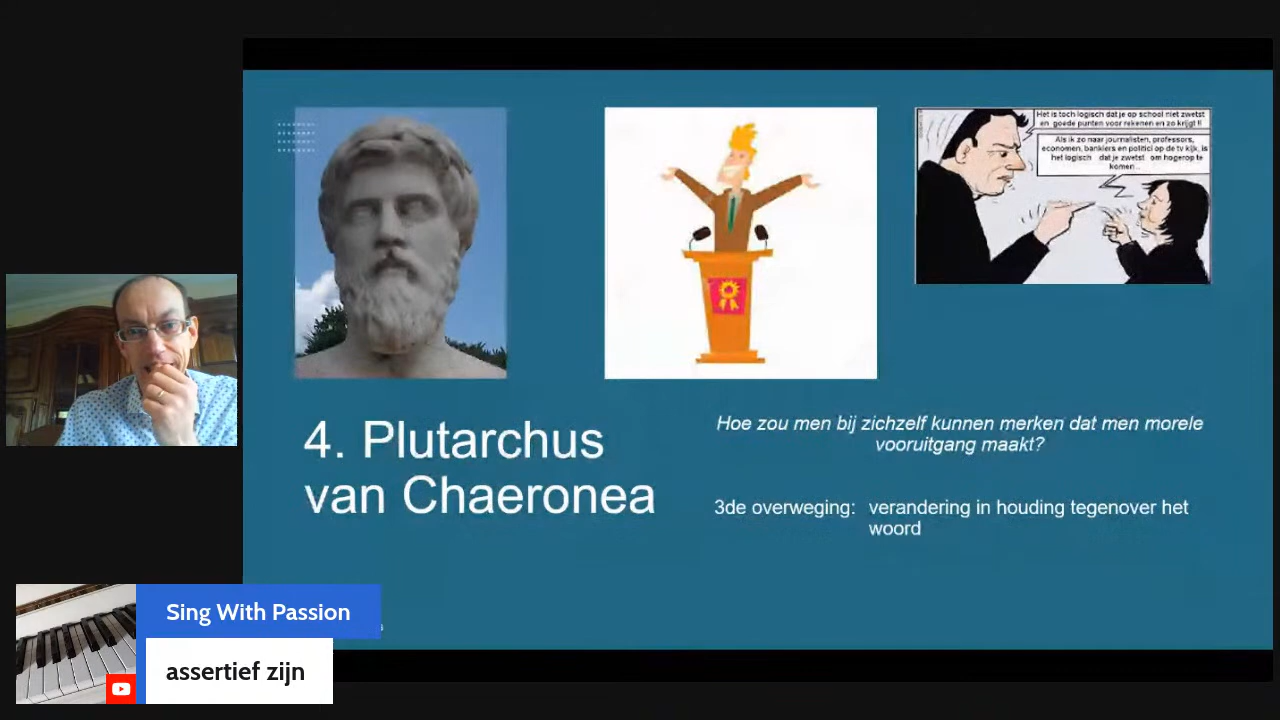 Het is toch logisch dat je op school niet zwetst
en goede punten voor rekenen en zo krijgt !!
Als ik zo naar journalisten, professors,
economen, bankiers en politici op de tv kijk, is
het logisch dat je zwetst om hogerop te
komen...
4. Plutarchus
van Chaeronea
Hoe zou men bij zichzelf kunnen merken dat men morele
vooruitgang maakt?
3de overweging: verandering in houding tegenover het
woord
Sing With Passion
assertief zijn